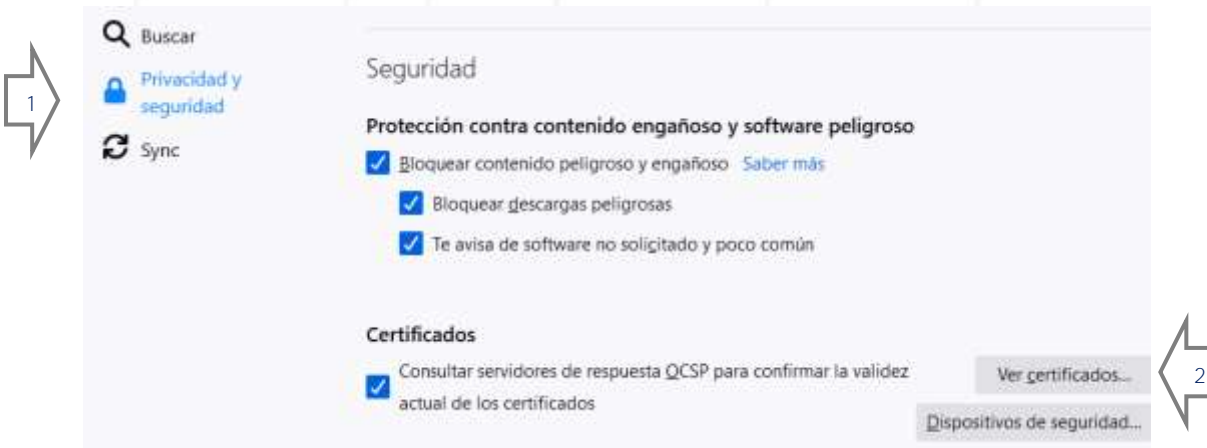 Buscar
1
Privacidad y
seguridad
Sync
Seguridad
Protección contra contenido engañoso y software peligroso
Bloquear contenido peligroso y engañoso Saber más
Bloquear descargas peligrosas
Te avisa de software no solicitado y poco común
Certificados
Consultar servidores de respuesta OCSP para confirmar la validez
actual de los certificados
Ver certificados...
2
Dispositivos de seguridad...